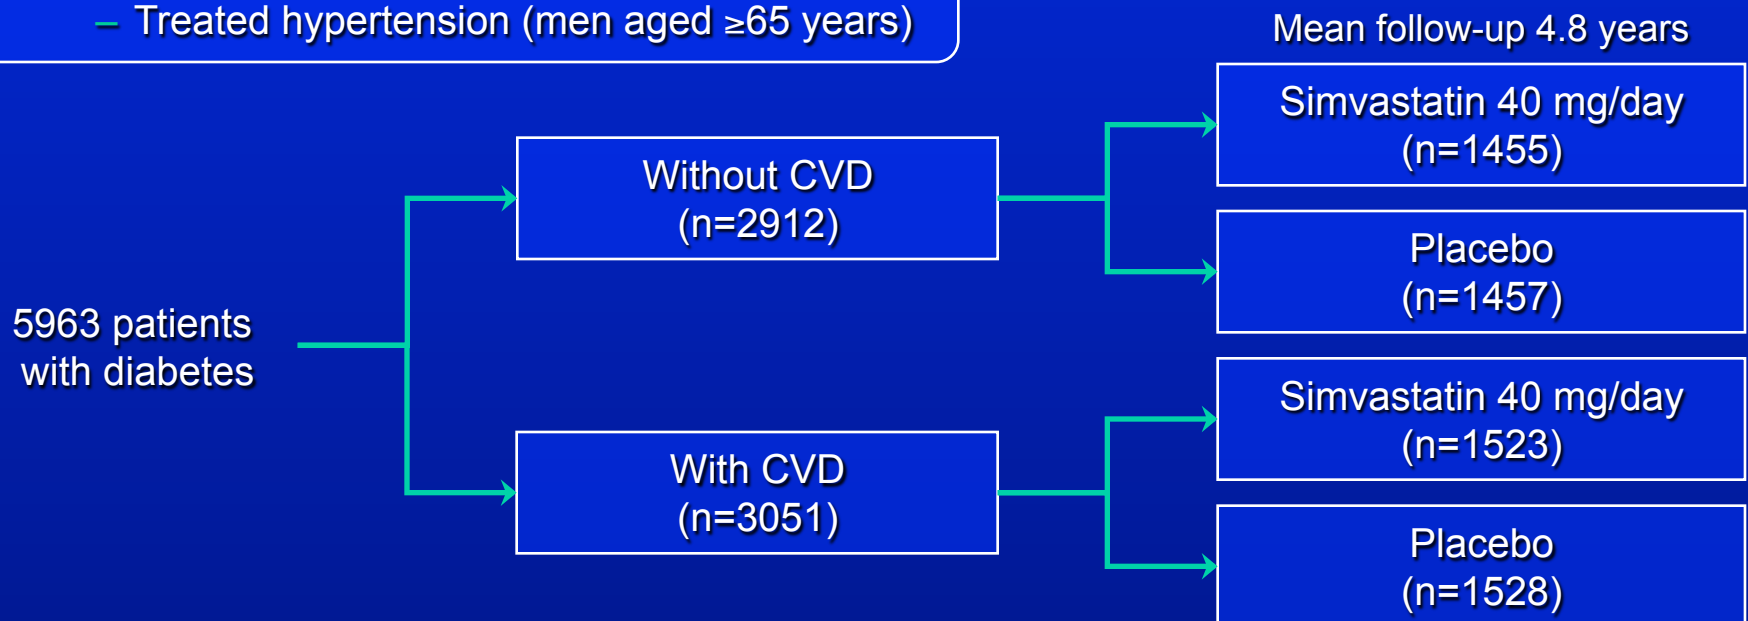 – Treated hypertension (men aged ≥65 years)
Mean follow-up 4.8 years
5963 patients
with diabetes
Without CVD
(n=2912)
With CVD
(n=3051)
Simvastatin 40 mg/day
(n=1455)
Placebo
(n=1457)
Simvastatin 40 mg/day
(n=1523)
Placebo
(n=1528)